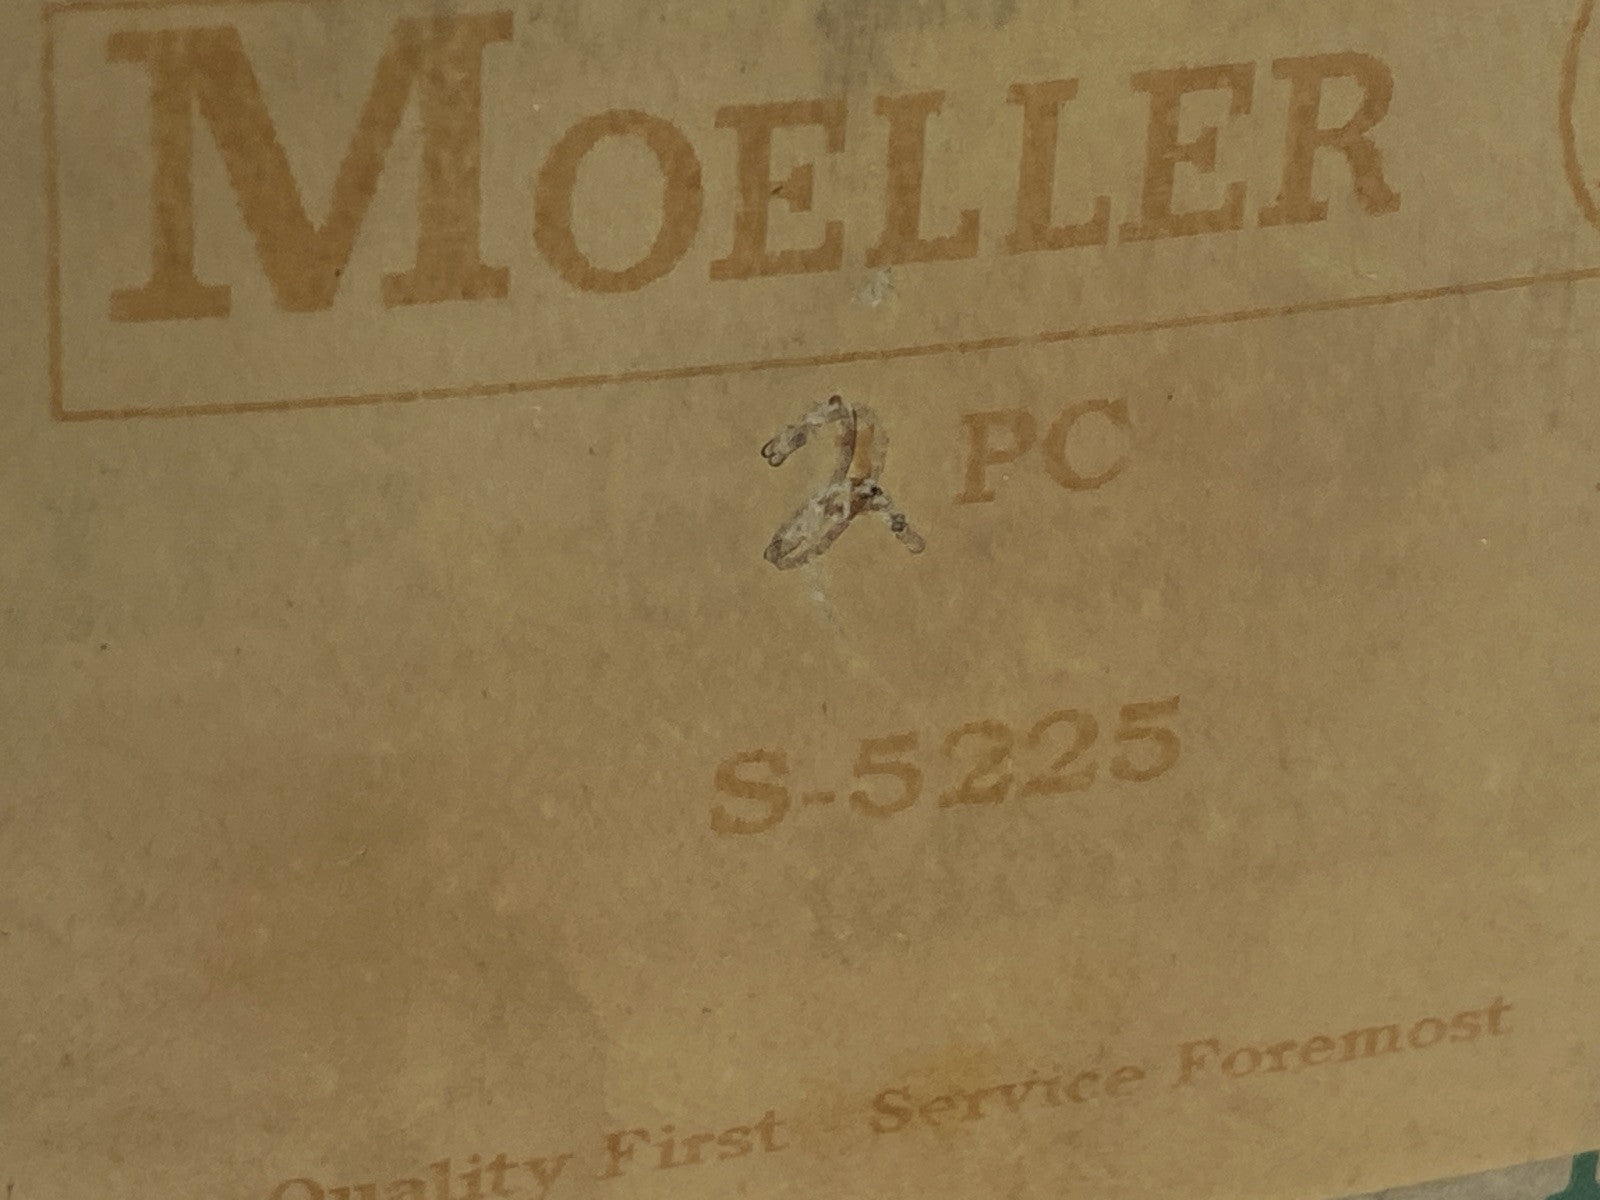 MOELLER
2 PC
S-5225
Quality First - Service Foremost